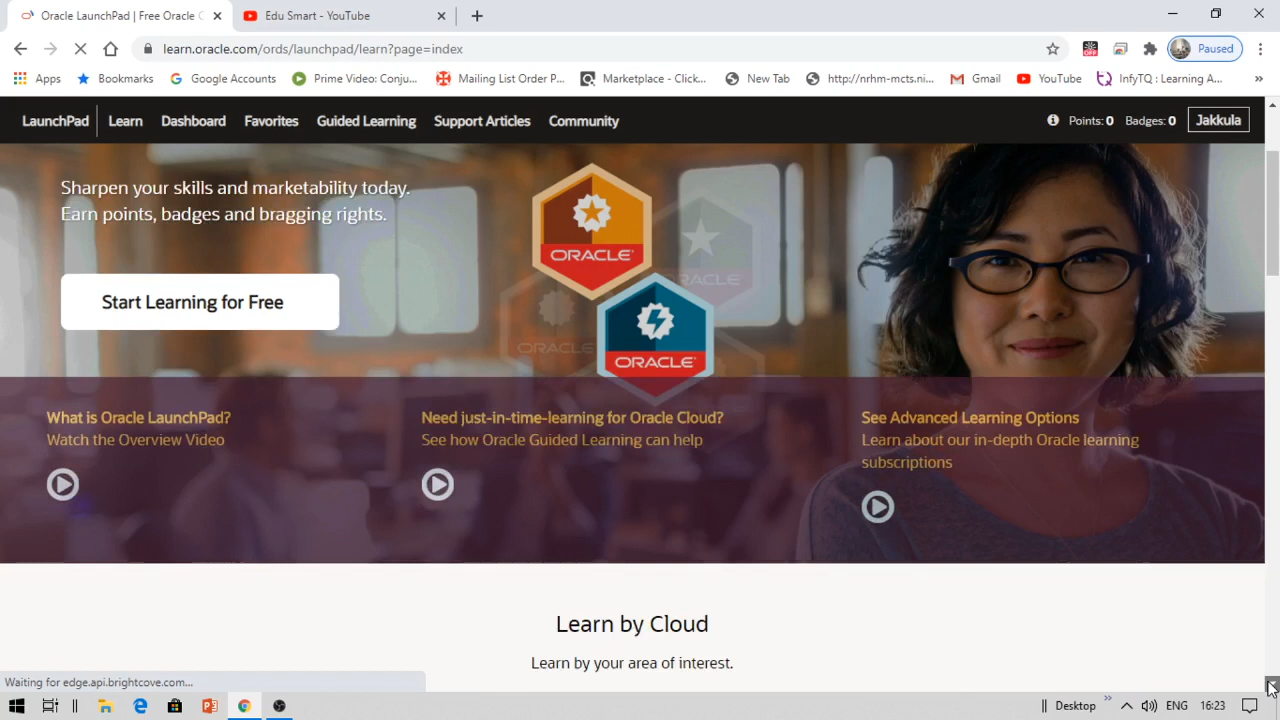 Oracle LaunchPad | Free Oracle C
Edu Smart - YouTube
learn.oracle.com/ords/launchpad/learn?page=index
OFF
Paused
Apps
Bookmarks
Google Accounts
Prime Video: Conju...
Mailing List Order P...
Marketplace - Click...
New Tab
http://nrhm-mcts.ni...
Gmail
YouTube
InfyTQ : Learning A...
»
LaunchPad
Learn
Dashboard
Favorites
Guided Learning
Support Articles
Community
Points: 0
Badges: 0
Jakkula
Sharpen your skills and marketability today.
Earn points, badges and bragging rights.
Start Learning for Free
ORACLE
ORACLE
ORACLE
ORACLE
What is Oracle LaunchPad?
Watch the Overview Video
Need just-in-time-learning for Oracle Cloud?
See how Oracle Guided Learning can help
See Advanced Learning Options
Learn about our in-depth Oracle learning
subscriptions
Learn by Cloud
Learn by your area of interest.
Waiting for edge.api.brightcove.com...
Desktop
»
ENG
16:23